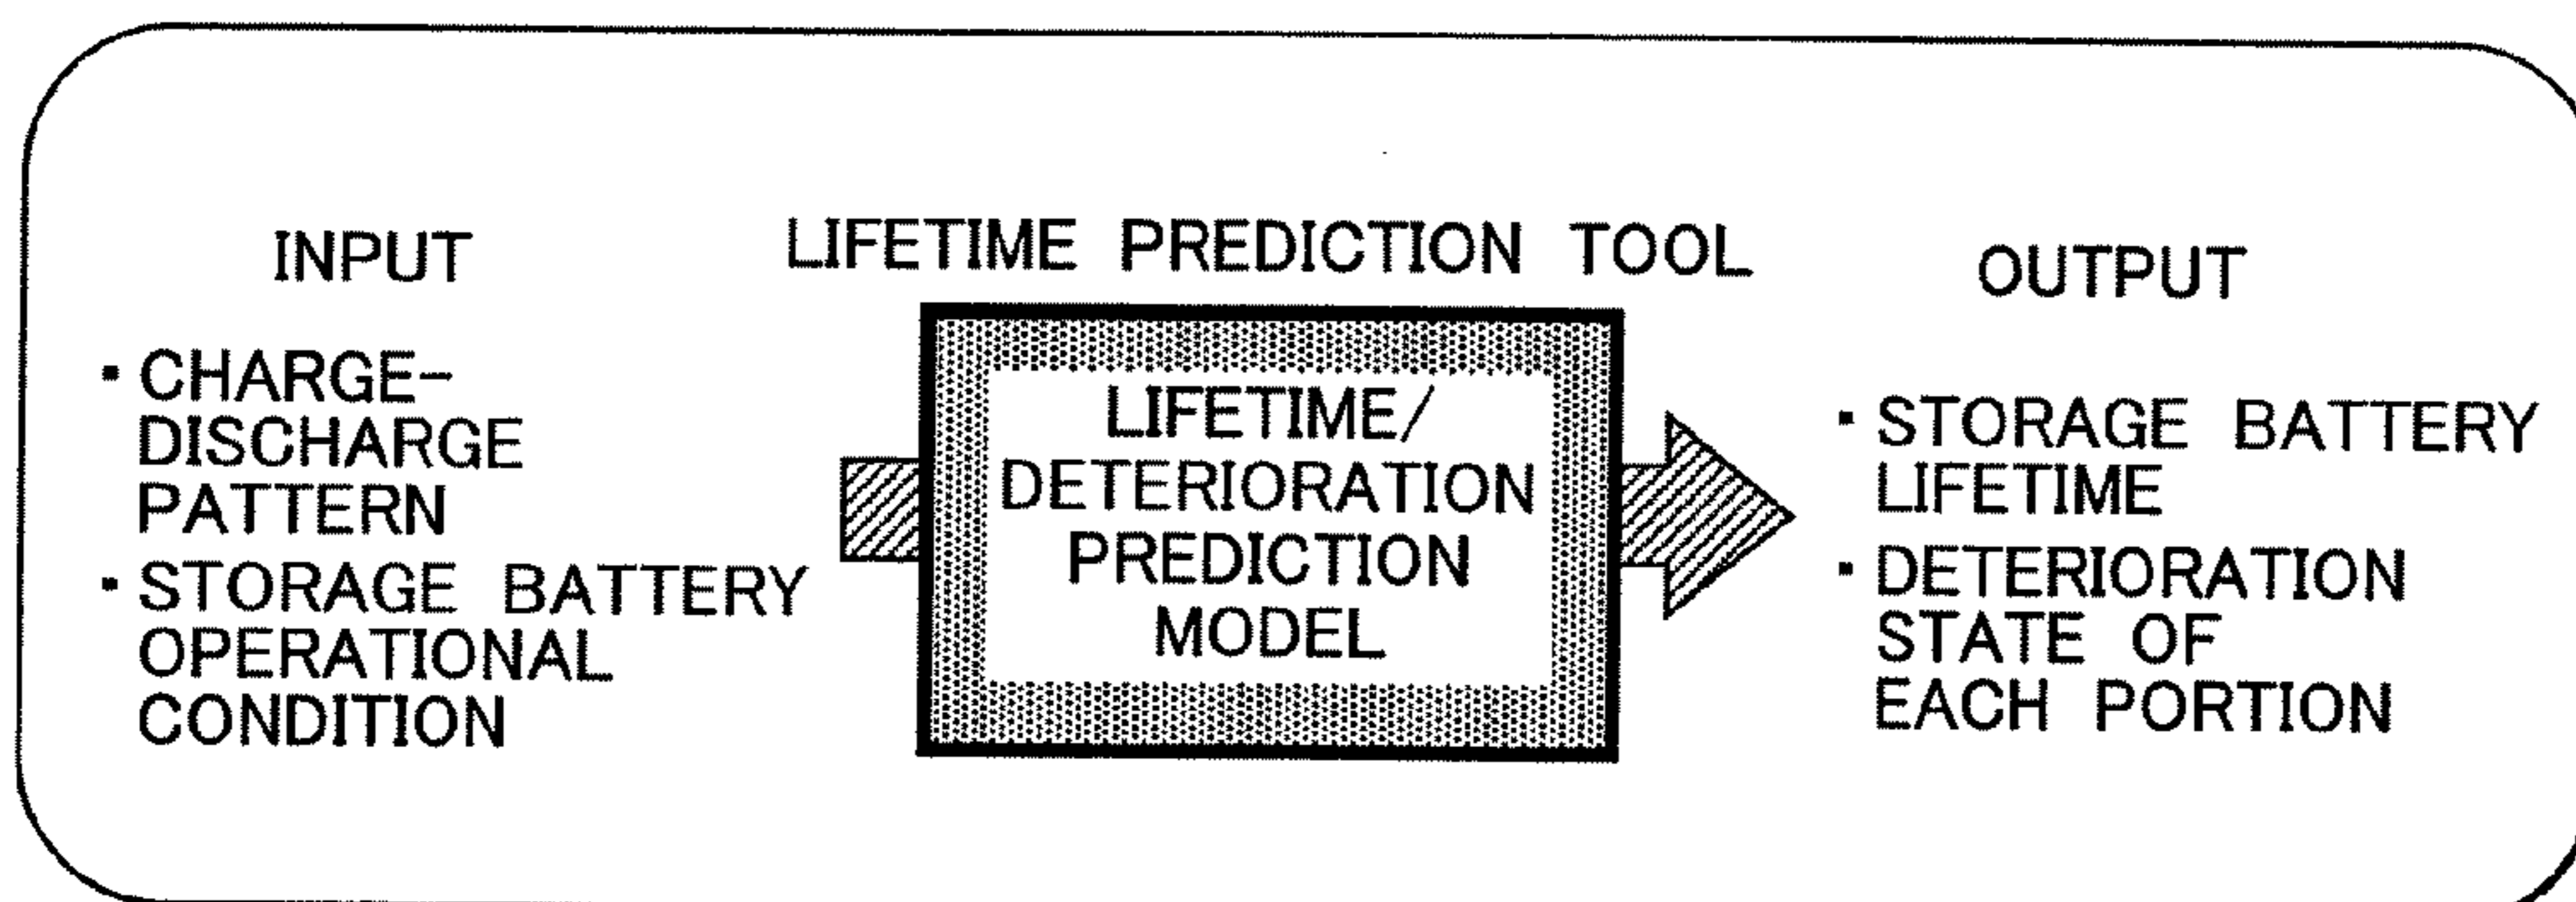 INPUT
・CHARGE-
DISCHARGE
PATTERN
・STORAGE BATTERY
OPERATIONAL
CONDITION
LIFETIME PREDICTION TOOL
LIFETIME/
DETERIORATION
PREDICTION
MODEL
OUTPUT
・STORAGE BATTERY
LIFETIME
・DETERIORATION
STATE OF
EACH PORTION